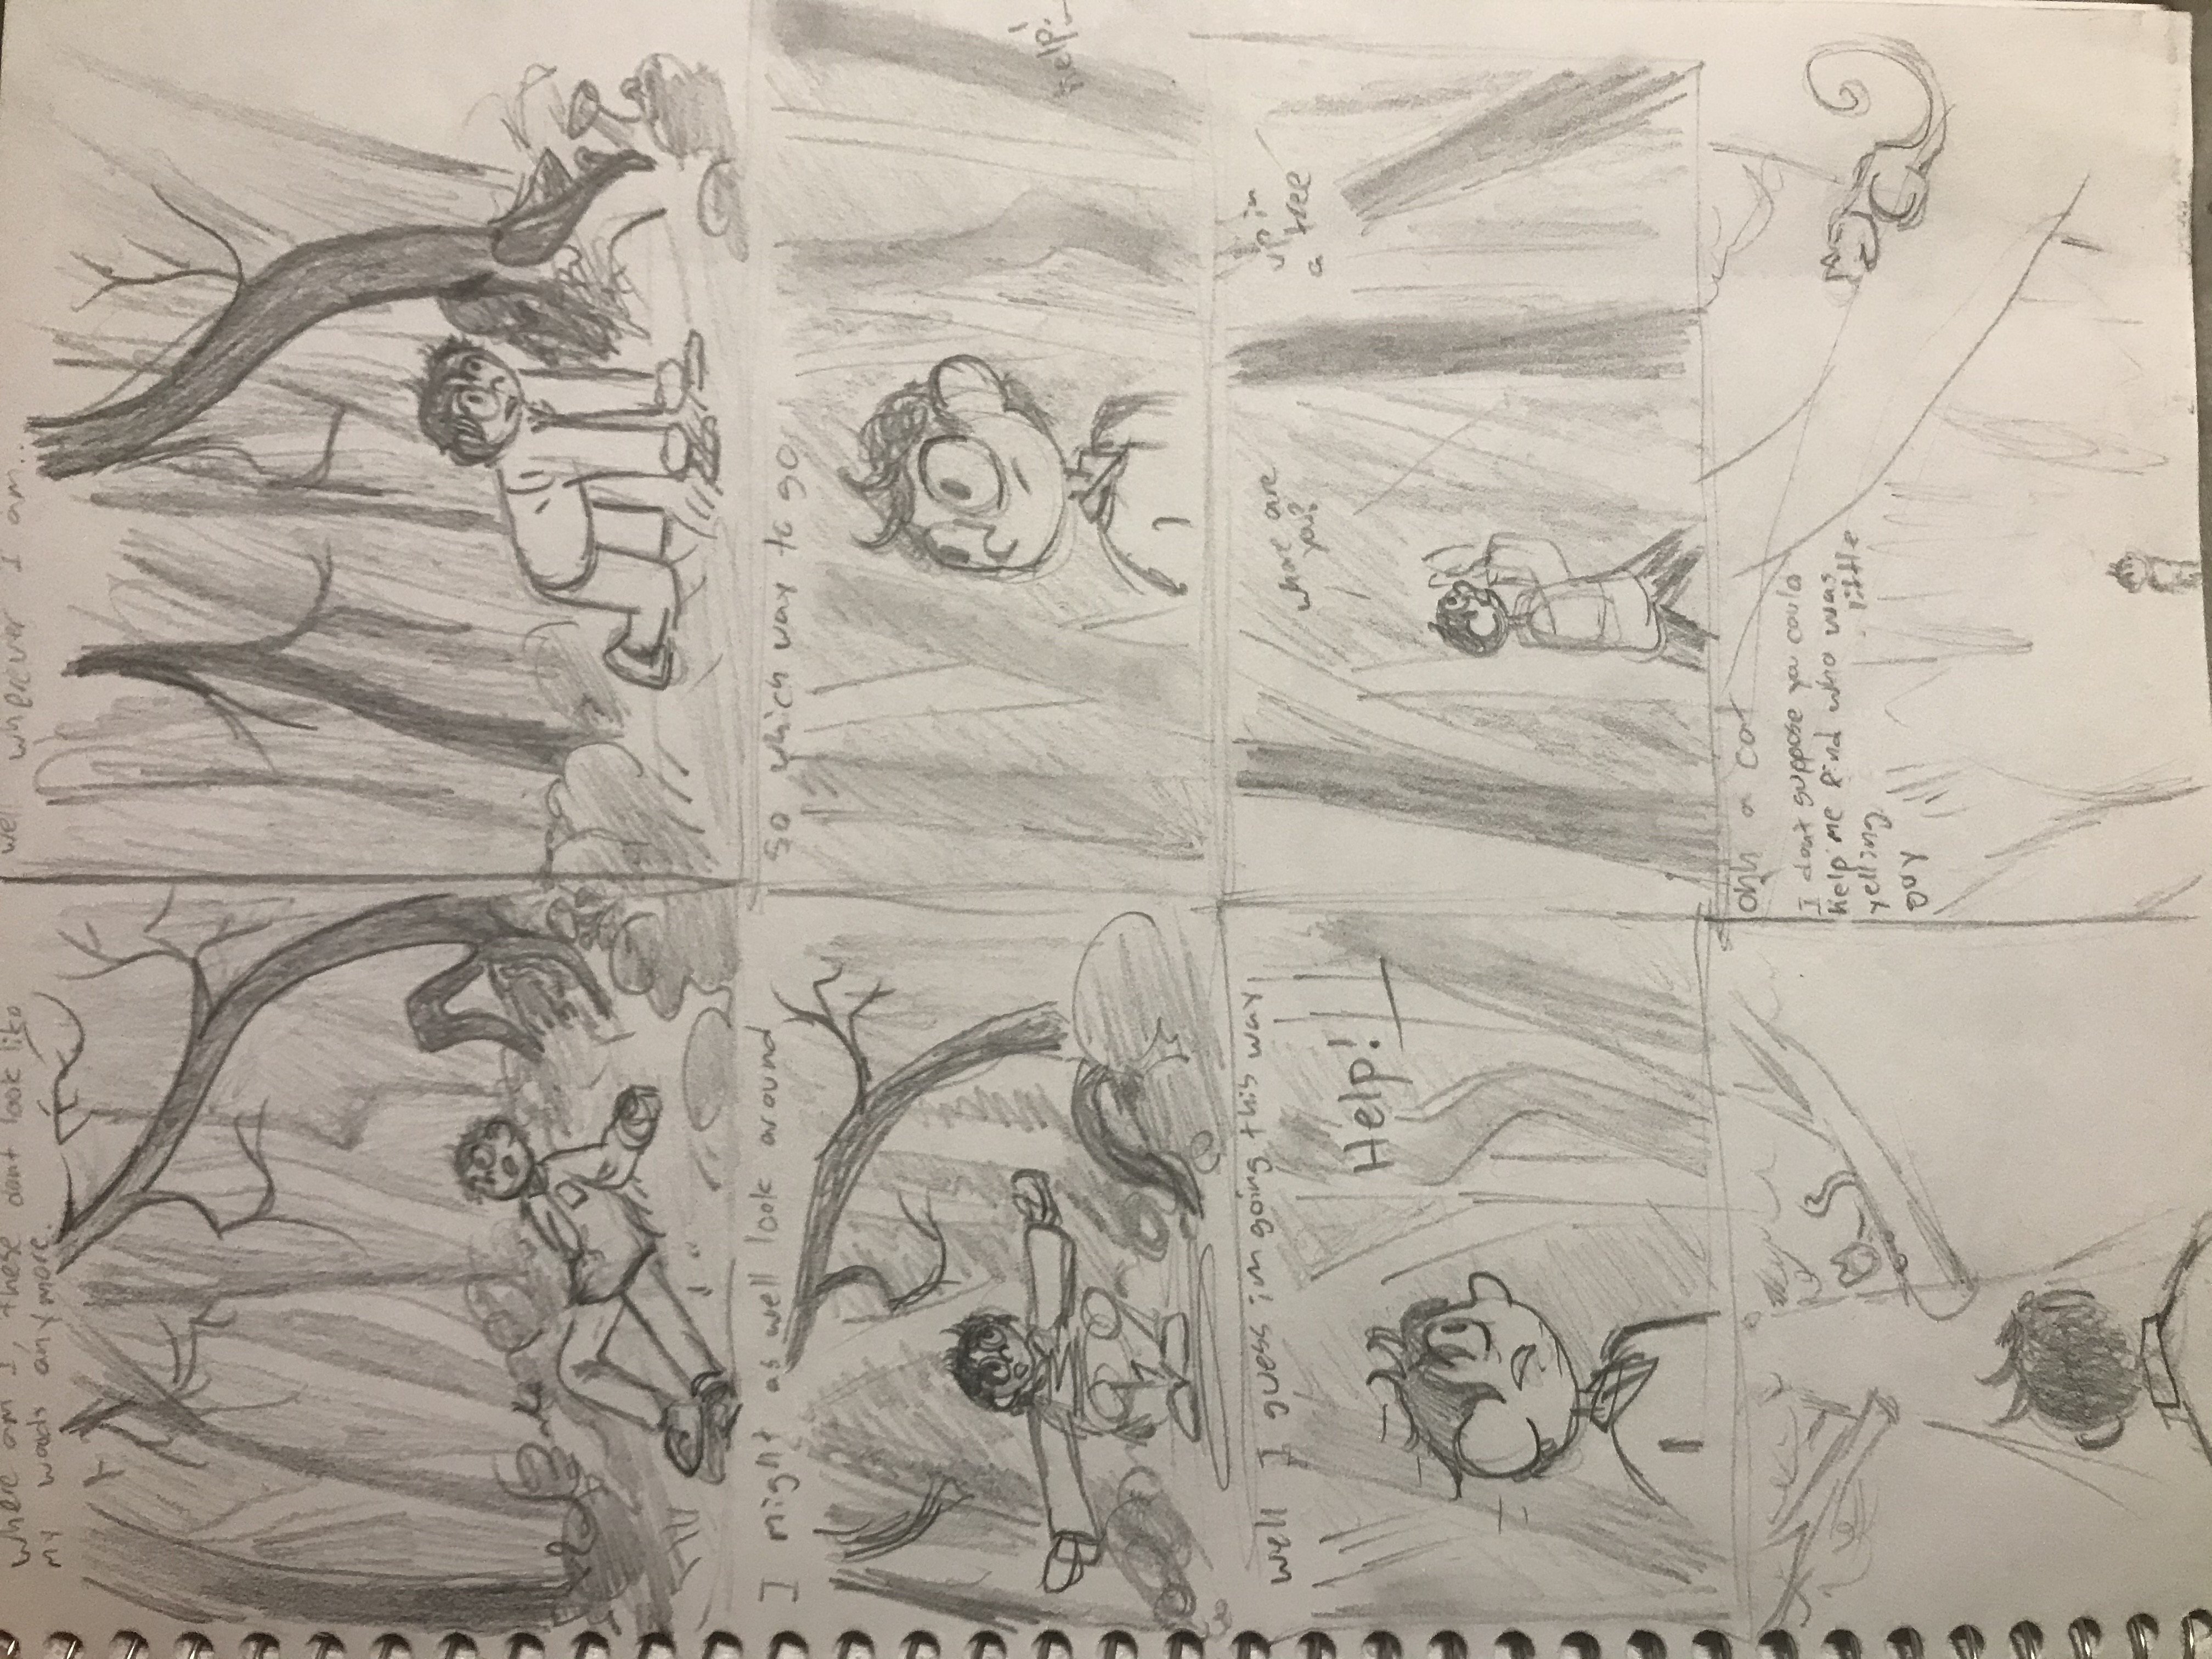 where am I, these dont look like
my woods anymore.
well wherever I am...
I might as well look around
so which way to go
Help!
well I guess im going this way
Help!
where are
you?
up in
a tree
ohh a cat
I dont suppose you could
help me find who was
yelling little
guy